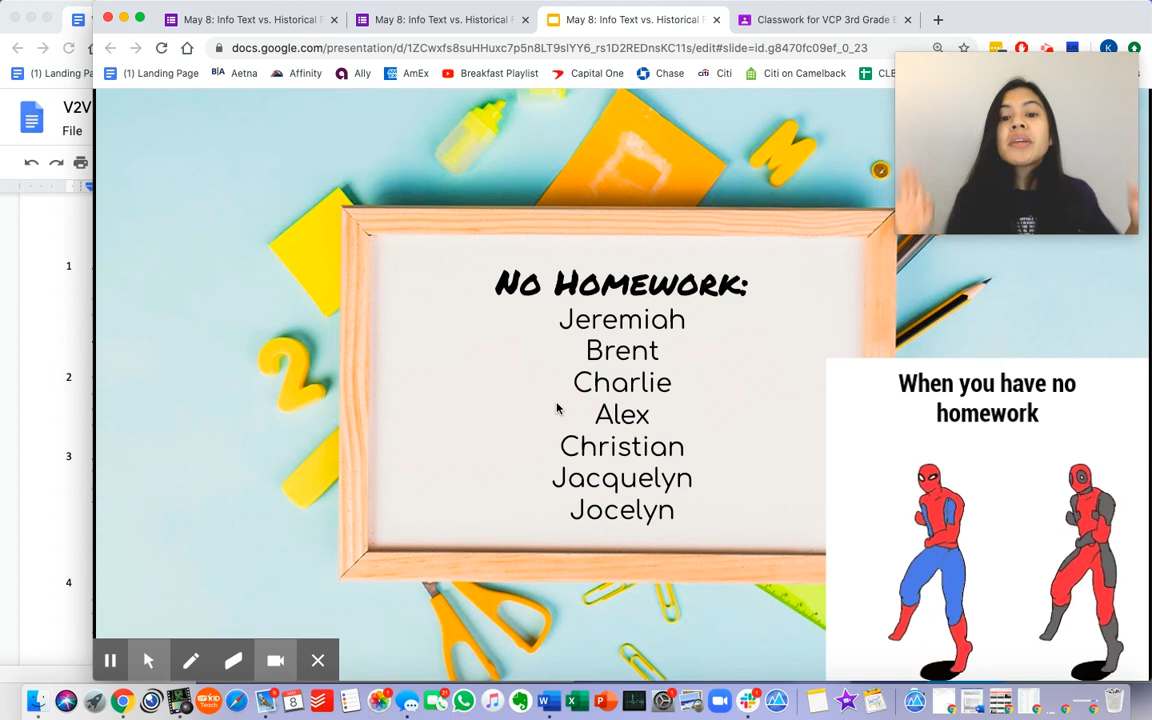 May 8: Info Text vs. Historical F
May 8: Info Text vs. Historical F
May 8: Info Text vs. Historical F
Classwork for VCP 3rd Grade E
docs.google.com/presentation/d/1ZCwxfs8suHHuxc7p5n8LT9slYY6_rs1D2REDnsKC11s/edit#slide=id.g8470fc09ef_0_23
(1) Landing Pa
(1) Landing Page
Aetna
Affinity
Ally
AmEx
Breakfast Playlist
Capital One
Chase
Citi
Citi on Camelback
CLE
V2V
File
1
2
3
4
M
2
No Homework:
Jeremiah
Brent
Charlie
Alex
Christian
Jacquelyn
Jocelyn
When you have no
homework